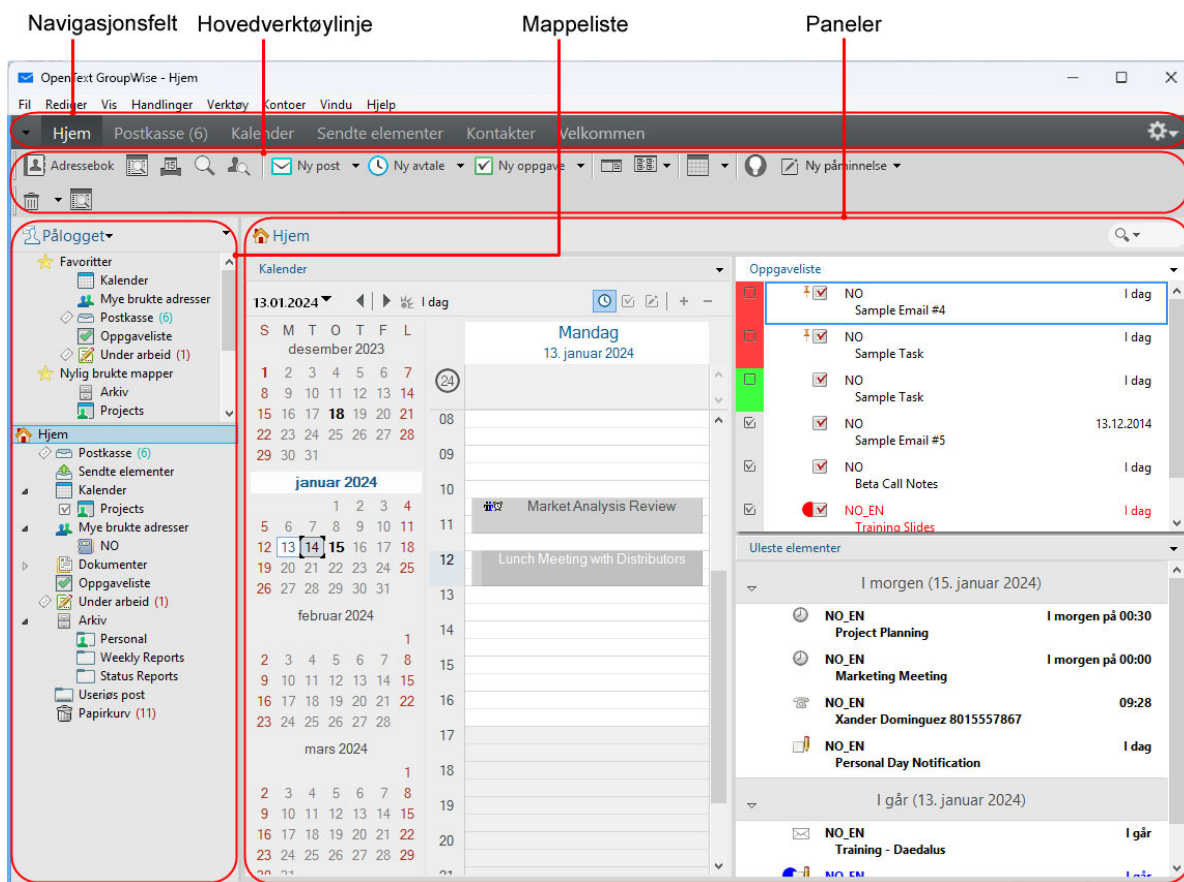 Navigasjonsfelt Hovedverktøylinje Mappeliste Paneler
OpenText GroupWise - Hjem
Fil Rediger Vis Handlinger Verktøy Kontoer Vindu Hjelp
Hjem Postkasse (6) Kalender Sendte elementer Kontakter Velkommen
Adressebok Ny post Ny avtale Ny oppgave Ny påminnelse
Pålogget
Favoritter
Kalender
Mye brukte adresser
Postkasse (6)
Oppgaveliste
Under arbeid (1)
Nylig brukte mapper
Arkiv
Projects
Hjem
Postkasse (6)
Sendte elementer
Kalender
Projects
Mye brukte adresser
NO
Dokumenter
Oppgaveliste
Under arbeid (1)
Arkiv
Personal
Weekly Reports
Status Reports
Useriøs post
Papirkurv (11)
Hjem
Kalender
13.01.2024 I dag
S M T O T F L
desember 2023
1 2 3 4 5 6 7
8 9 10 11 12 13 14
15 16 17 18 19 20 21
22 23 24 25 26 27 28
29 30 31
januar 2024
1 2 3 4
5 6 7 8 9 10 11
12 13 14 15 16 17 18
19 20 21 22 23 24 25
26 27 28 29 30 31
februar 2024
1
2 3 4 5 6 7 8
9 10 11 12 13 14 15
16 17 18 19 20 21 22
23 24 25 26 27 28
mars 2024
1
2 3 4 5 6 7 8
9 10 11 12 13 14 15
16 17 18 19 20 21 22
23 24 25 26 27 28 29
30 31
Mandag
13. januar 2024
24
08
09
10
Market Analysis Review
11
12
Lunch Meeting with Distributors
13
14
15
16
17
18
19
20
21
Oppgaveliste
NO I dag
Sample Email #4
NO I dag
Sample Task
NO I dag
Sample Task
NO 13.12.2014
Sample Email #5
NO I dag
Beta Call Notes
NO_EN I dag
Training Slides
Uleste elementer
I morgen (15. januar 2024)
NO_EN I morgen på 00:30
Project Planning
NO_EN I morgen på 00:00
Marketing Meeting
NO_EN 09:28
Xander Dominguez 8015557867
NO_EN I dag
Personal Day Notification
I går (13. januar 2024)
NO_EN I går
Training - Daedalus
NO_EN I går